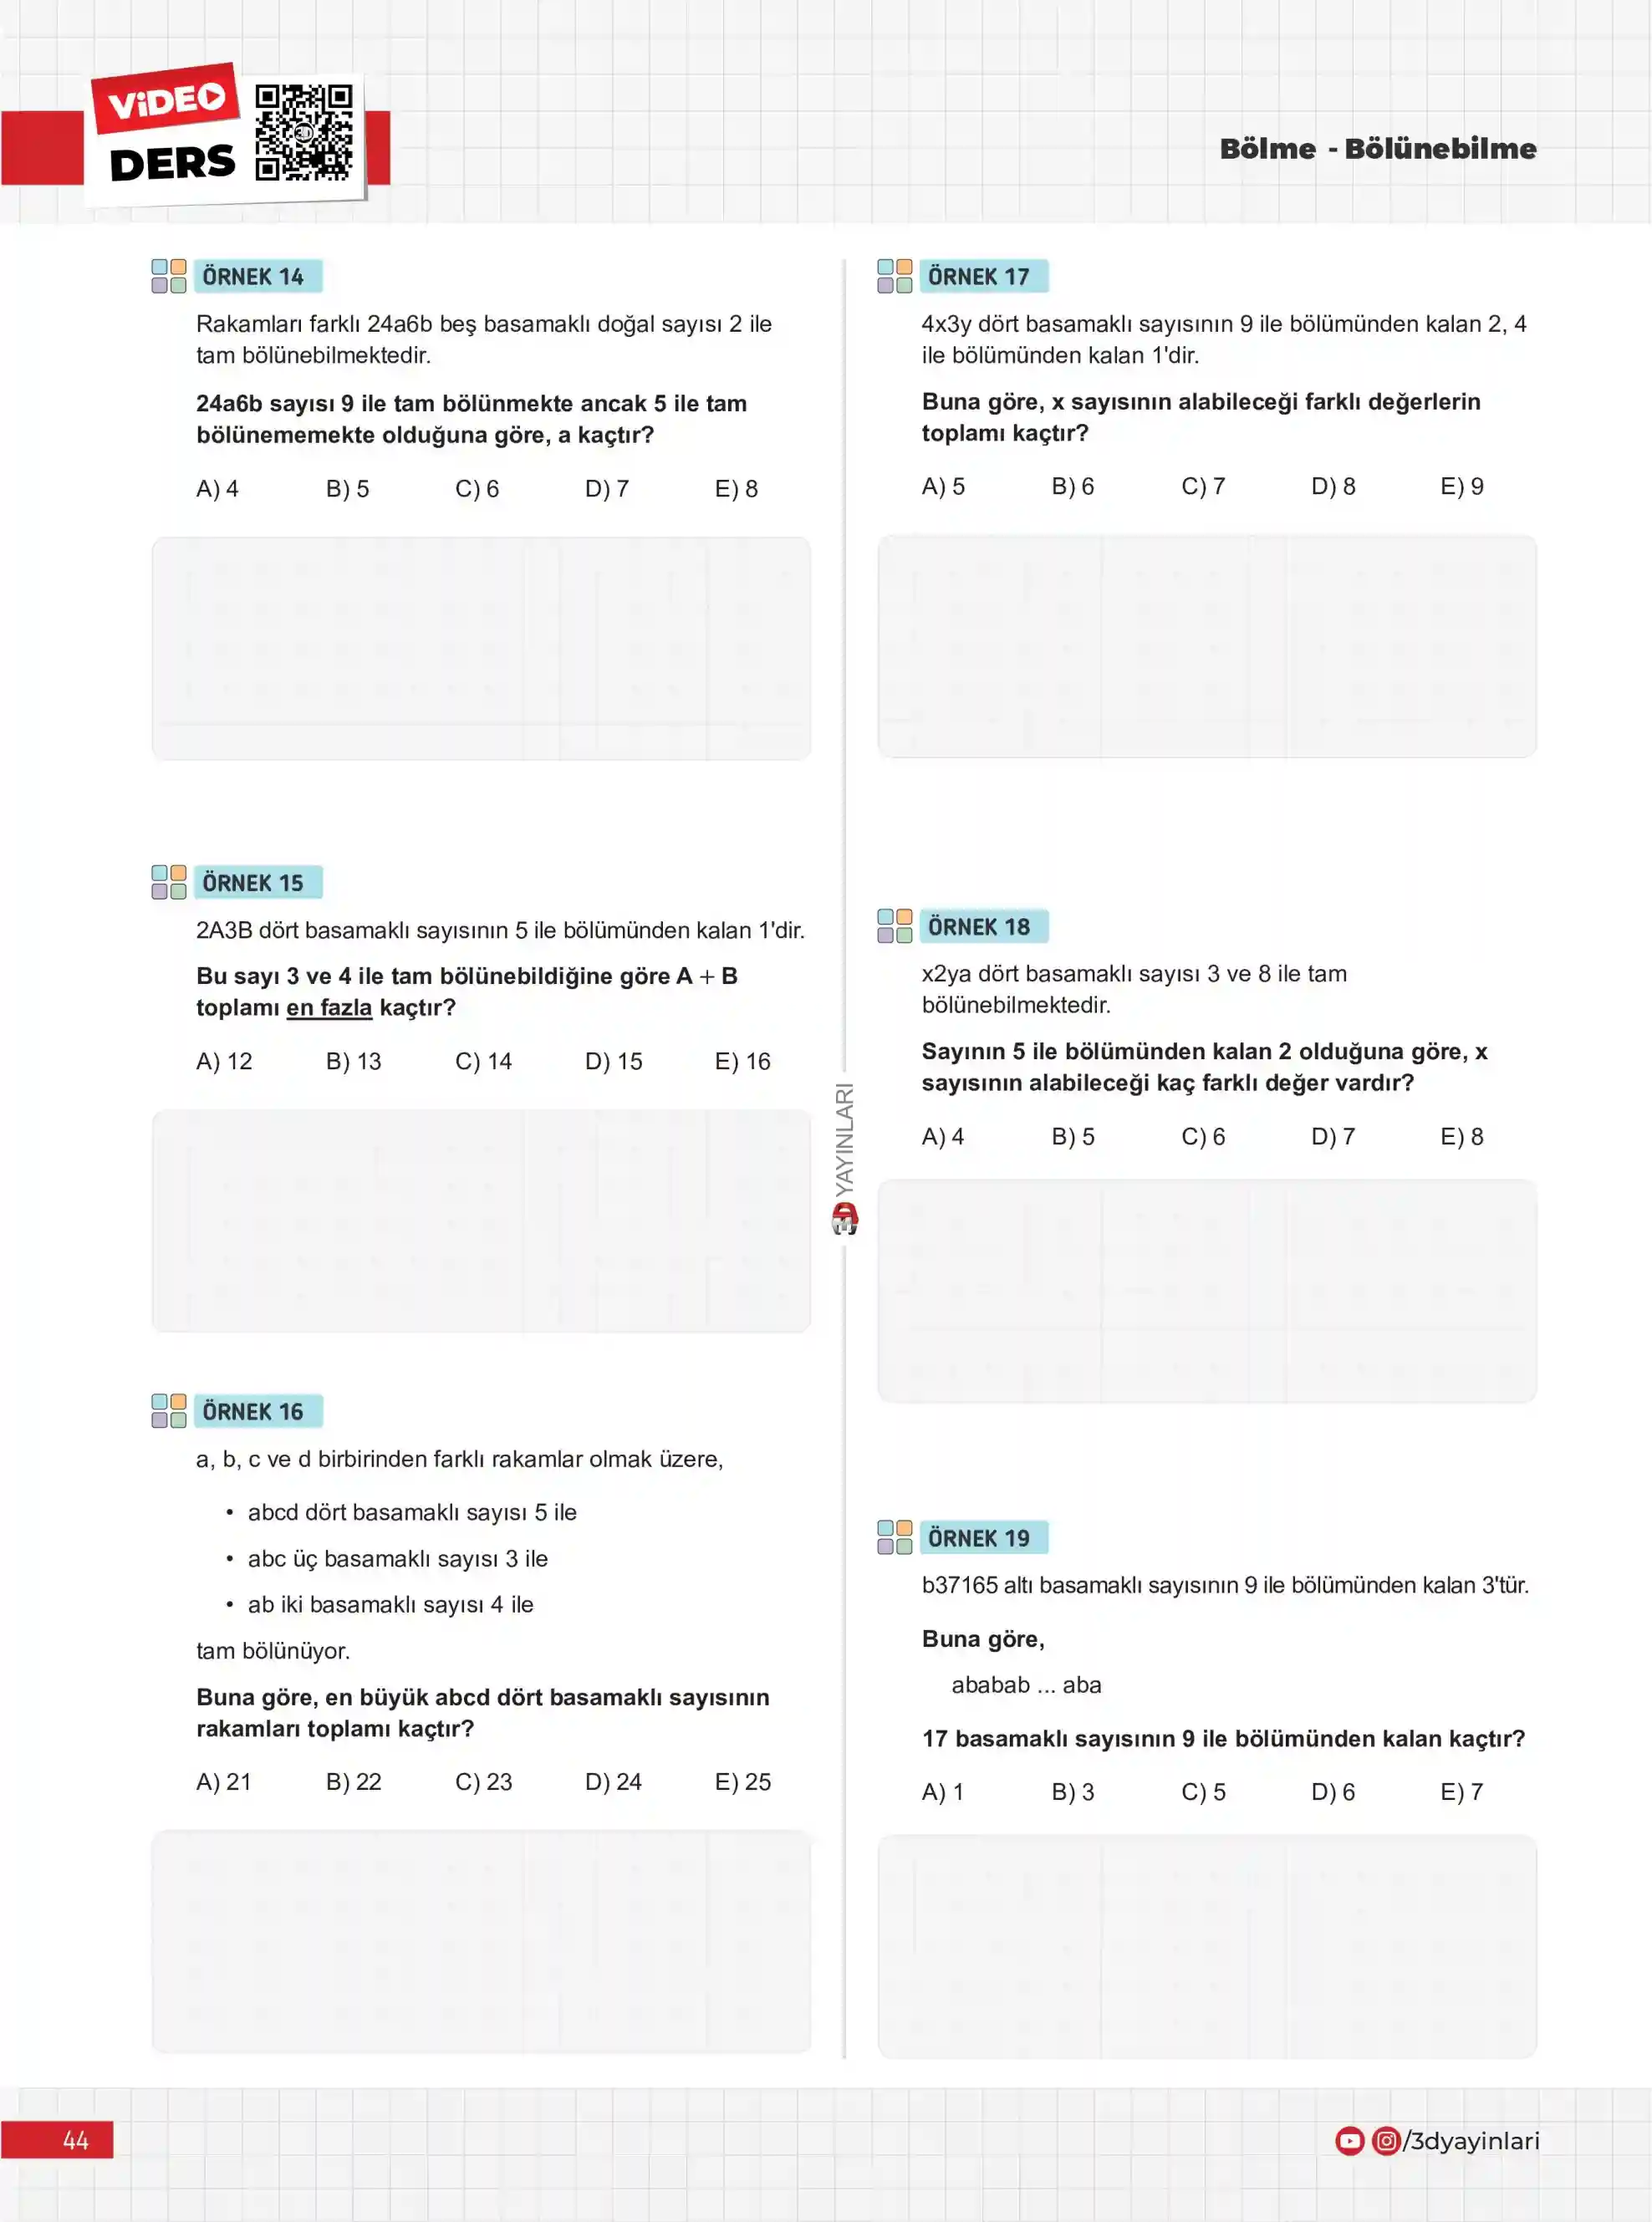 ViDEO
DERS
3D
Bölme - Bölünebilme
ÖRNEK 14
Rakamları farklı 24a6b beş basamaklı doğal sayısı 2 ile
tam bölünebilmektedir.
24a6b sayısı 9 ile tam bölünmekte ancak 5 ile tam
bölünememekte olduğuna göre, a kaçtır?
A) 4 B) 5 C) 6 D) 7 E) 8
ÖRNEK 15
2A3B dört basamaklı sayısının 5 ile bölümünden kalan 1'dir.
Bu sayı 3 ve 4 ile tam bölünebildiğine göre A + B
toplamı en fazla kaçtır?
A) 12 B) 13 C) 14 D) 15 E) 16
ÖRNEK 16
a, b, c ve d birbirinden farklı rakamlar olmak üzere,
• abcd dört basamaklı sayısı 5 ile
• abc üç basamaklı sayısı 3 ile
• ab iki basamaklı sayısı 4 ile
tam bölünüyor.
Buna göre, en büyük abcd dört basamaklı sayısının
rakamları toplamı kaçtır?
A) 21 B) 22 C) 23 D) 24 E) 25
YAYINLARI
ÖRNEK 17
4x3y dört basamaklı sayısının 9 ile bölümünden kalan 2, 4
ile bölümünden kalan 1'dir.
Buna göre, x sayısının alabileceği farklı değerlerin
toplamı kaçtır?
A) 5 B) 6 C) 7 D) 8 E) 9
ÖRNEK 18
x2ya dört basamaklı sayısı 3 ve 8 ile tam
bölünebilmektedir.
Sayının 5 ile bölümünden kalan 2 olduğuna göre, x
sayısının alabileceği kaç farklı değer vardır?
A) 4 B) 5 C) 6 D) 7 E) 8
ÖRNEK 19
b37165 altı basamaklı sayısının 9 ile bölümünden kalan 3'tür.
Buna göre,
ababab ... aba
17 basamaklı sayısının 9 ile bölümünden kalan kaçtır?
A) 1 B) 3 C) 5 D) 6 E) 7
44
/3dyayinlari